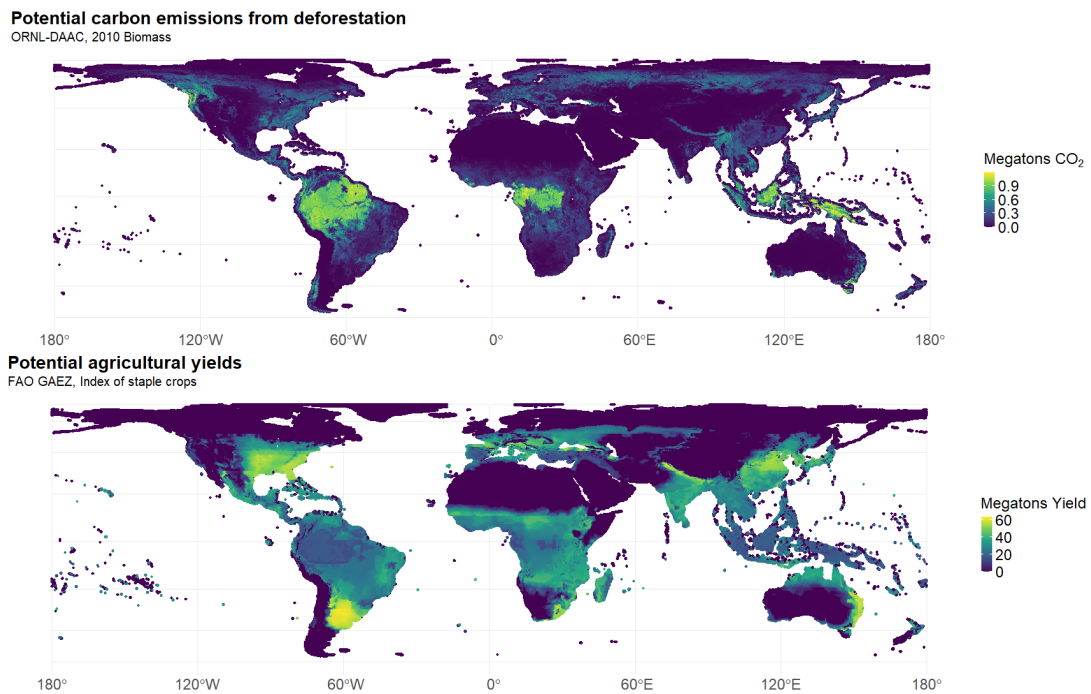 Potential carbon emissions from deforestation
ORNL-DAAC, 2010 Biomass
Megatons CO₂
0.9
0.6
0.3
0.0
180° 120°W 60°W 0° 60°E 120°E 180°
Potential agricultural yields
FAO GAEZ, Index of staple crops
Megatons Yield
60
40
20
0
180° 120°W 60°W 0° 60°E 120°E 180°